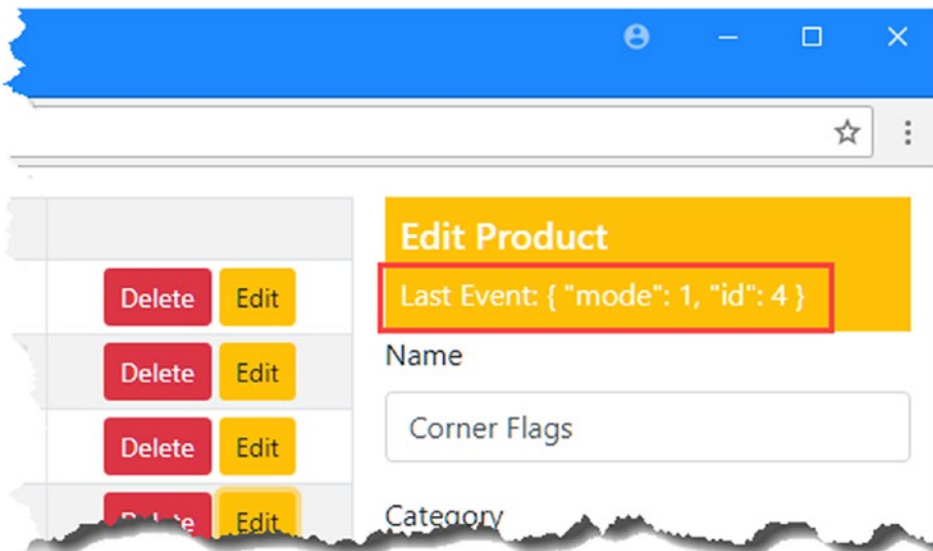 Edit Product
Last Event: { "mode": 1, "id": 4 }
Delete Edit
Name
Delete Edit
Corner Flags
Delete Edit
Category
Delete Edit